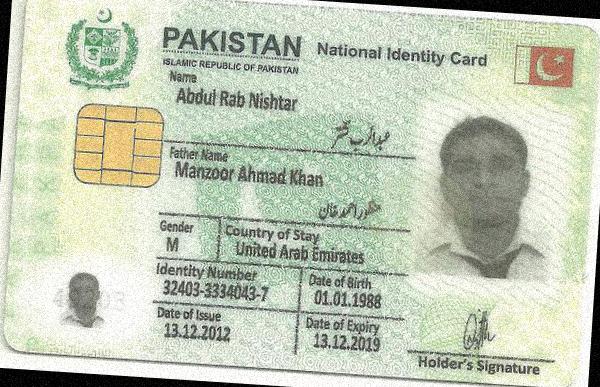 PAKISTAN National Identity Card
ISLAMIC REPUBLIC OF PAKISTAN
Name
Abdul Rab Nishtar
عبدالرب نشتر
Father Name
Manzoor Ahmad Khan
منظور احمد خان
Gender
M
Country of Stay
United Arab Emirates
Identity Number
32403-3334043-7
Date of Birth
01.01.1988
Date of Issue
13.12.2012
Date of Expiry
13.12.2019
Holder's Signature